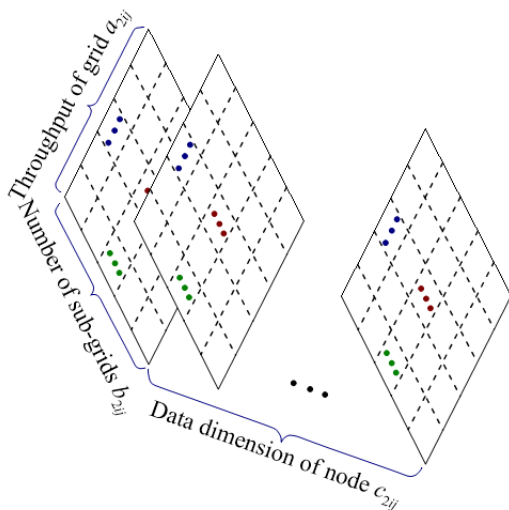 Throughput of grid a₂ᵢⱼ
Number of sub-grids b₂ᵢⱼ
Data dimension of node c₂ᵢⱼ